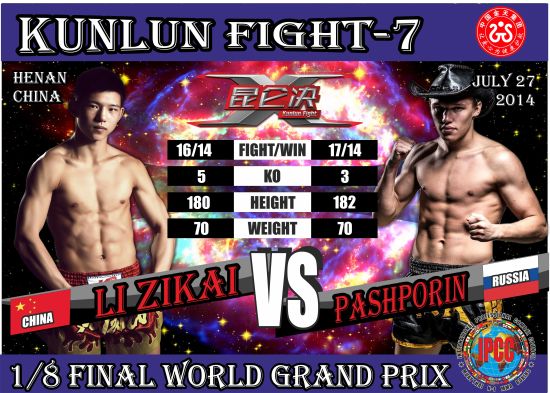 KUNLUN FIGHT-7
HENAN
CHINA
JULY 27
2014
昆仑决
Kunlun Fight
16/14 FIGHT/WIN 17/14
5 KO 3
180 HEIGHT 182
70 WEIGHT 70
LI ZIKAI VS PASHPORIN
CHINA
RUSSIA
IPCC
1/8 FINAL WORLD GRAND PRIX